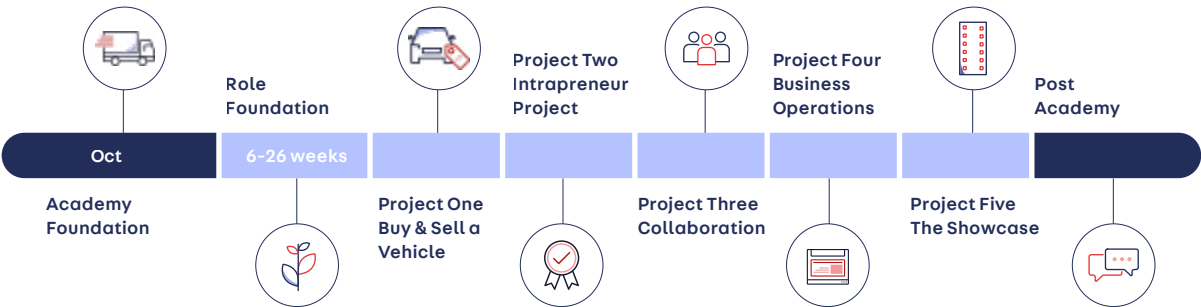 Oct
Academy
Foundation
Role
Foundation
6-26 weeks
Project One
Buy & Sell a
Vehicle
Project Two
Intrapreneur
Project
Project Three
Collaboration
Project Four
Business
Operations
Project Five
The Showcase
Post
Academy